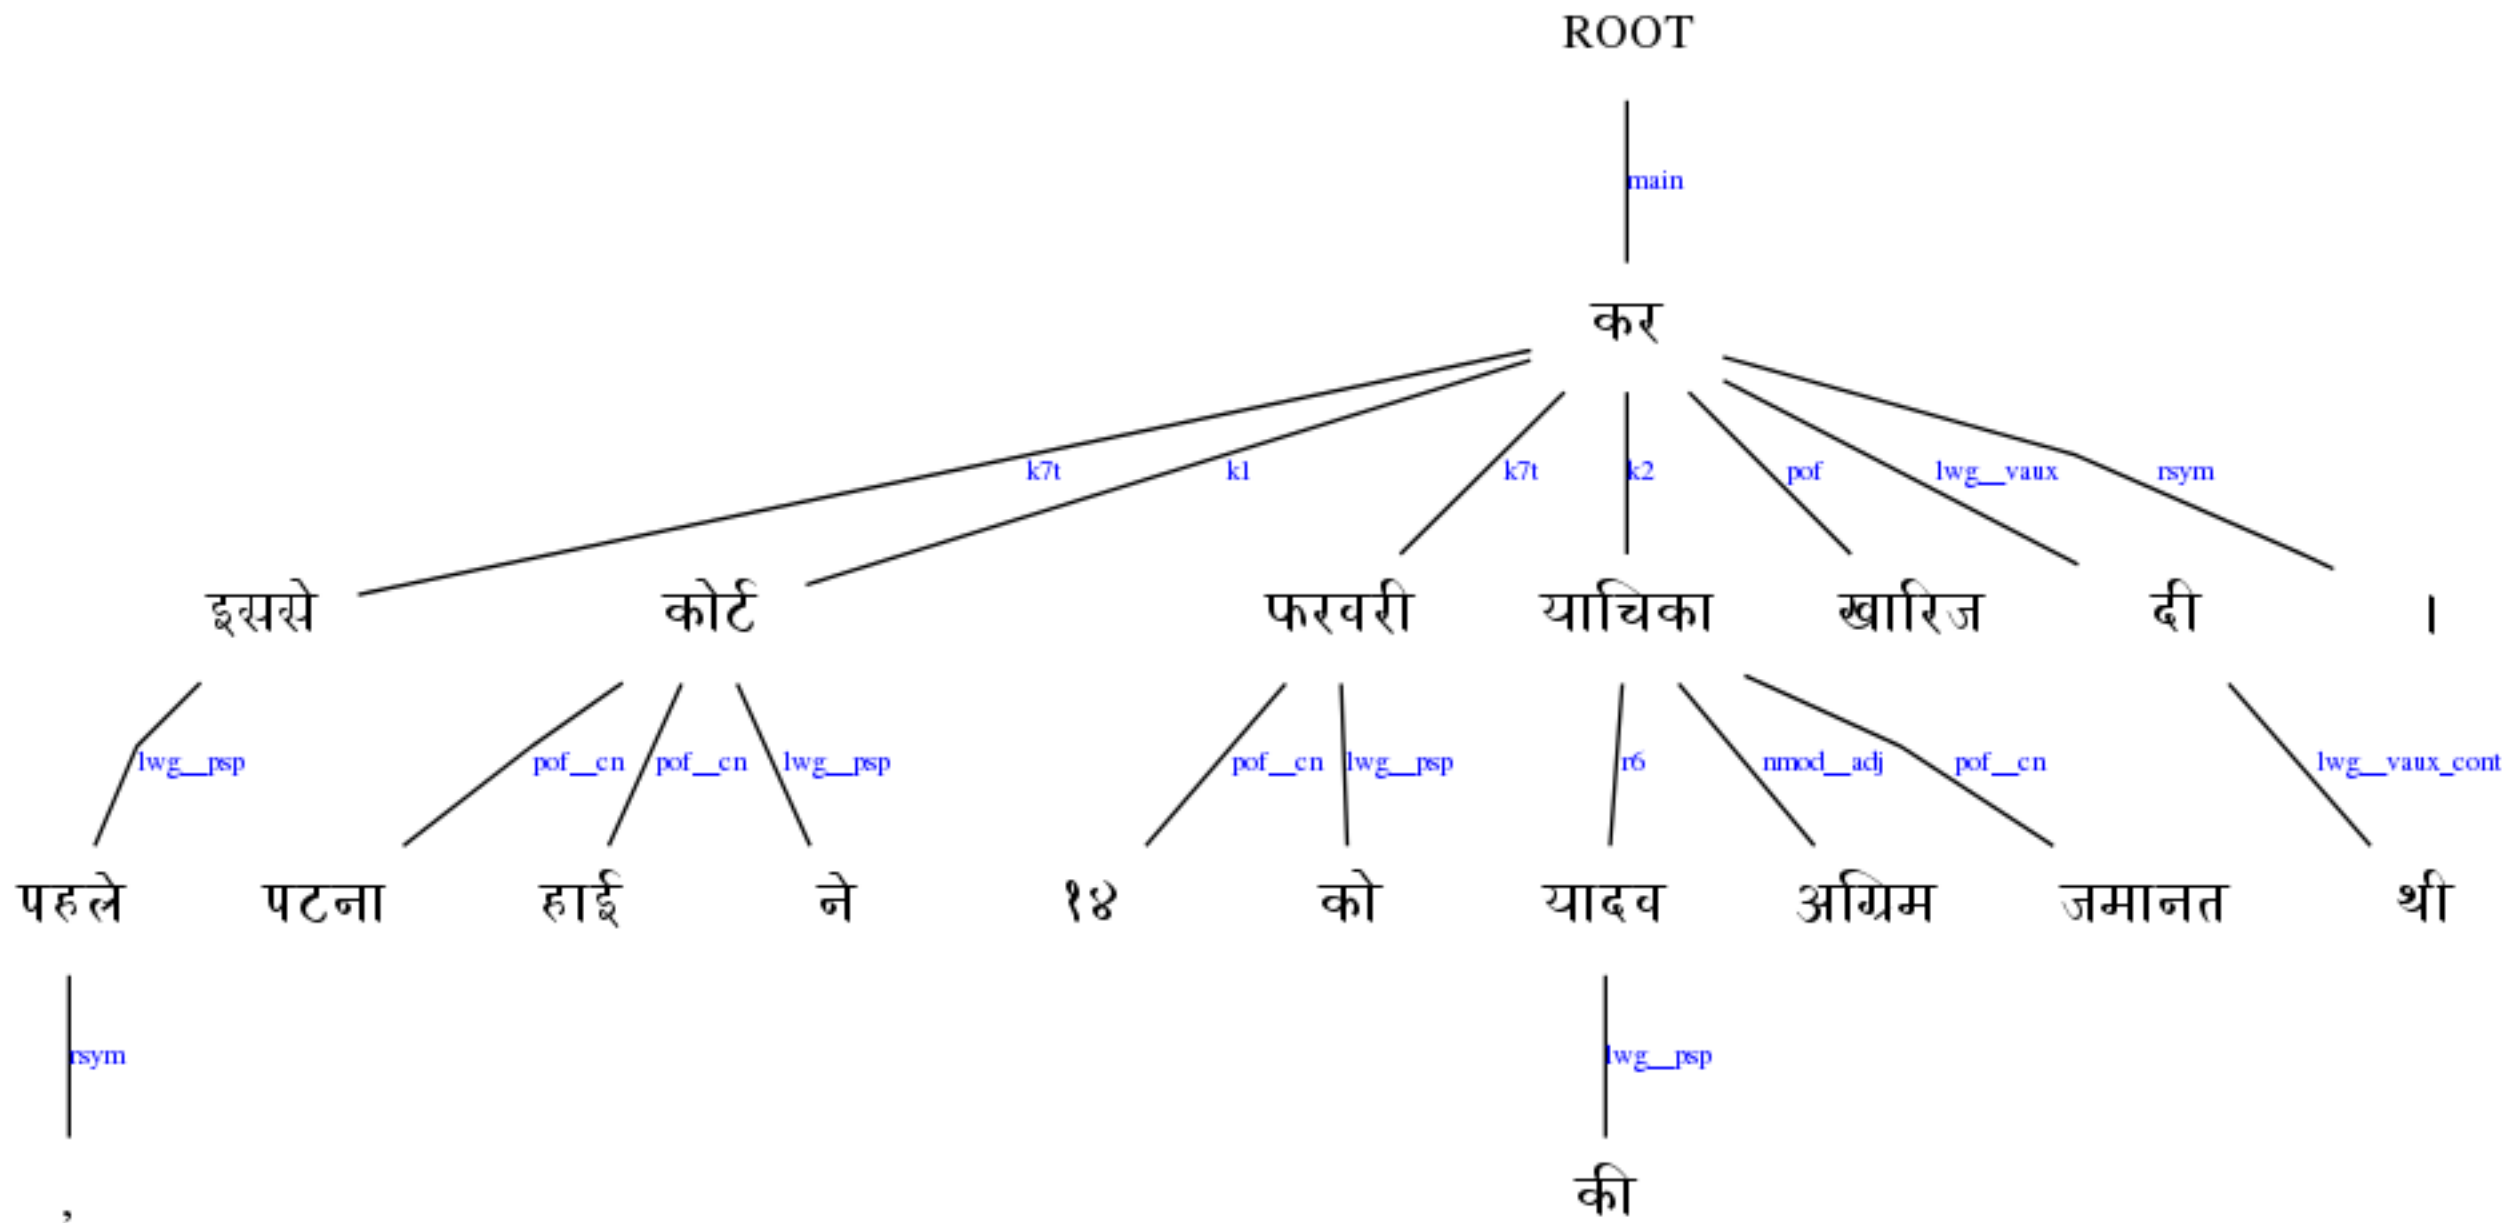 ROOT
main
कर
k7t k1 k7t k2 pof lwg__vaux rsym
इससे कोर्ट फरवरी याचिका खारिज दी ।
lwg__psp pof__cn pof__cn lwg__psp pof__cn lwg__psp r6 nmod__adj pof__cn lwg__vaux_cont
पहले पटना हाई ने १४ को यादव अग्रिम जमानत थी
rsym lwg__psp
, की